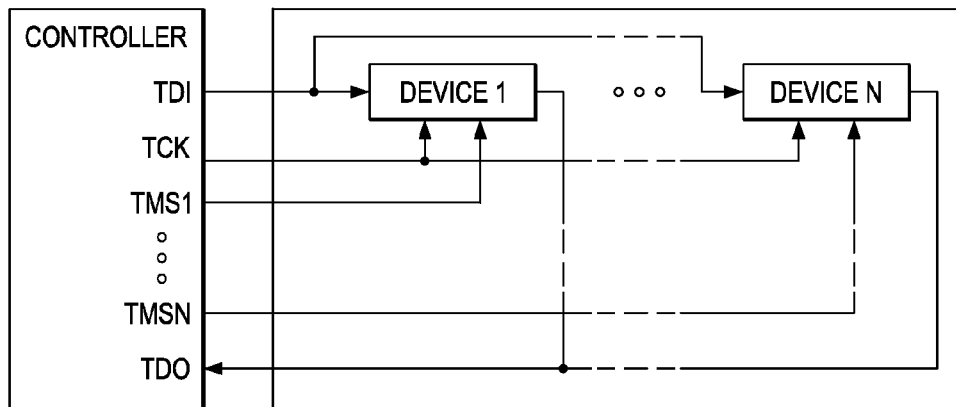 CONTROLLER
TDI
DEVICE 1
DEVICE N
TCK
TMS1
TMSN
TDO